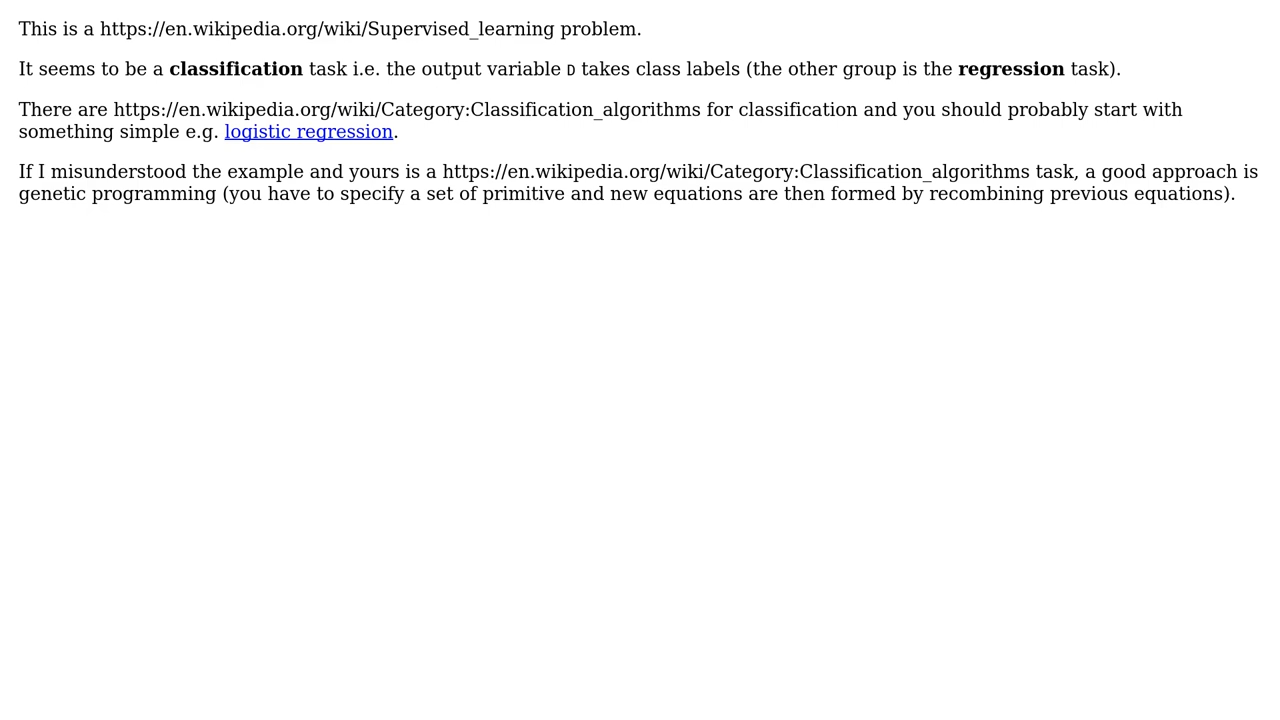 This is a https://en.wikipedia.org/wiki/Supervised_learning problem.
It seems to be a classification task i.e. the output variable D takes class labels (the other group is the regression task).
There are https://en.wikipedia.org/wiki/Category:Classification_algorithms for classification and you should probably start with
something simple e.g. logistic regression.
If I misunderstood the example and yours is a https://en.wikipedia.org/wiki/Category:Classification_algorithms task, a good approach is
genetic programming (you have to specify a set of primitive and new equations are then formed by recombining previous equations).